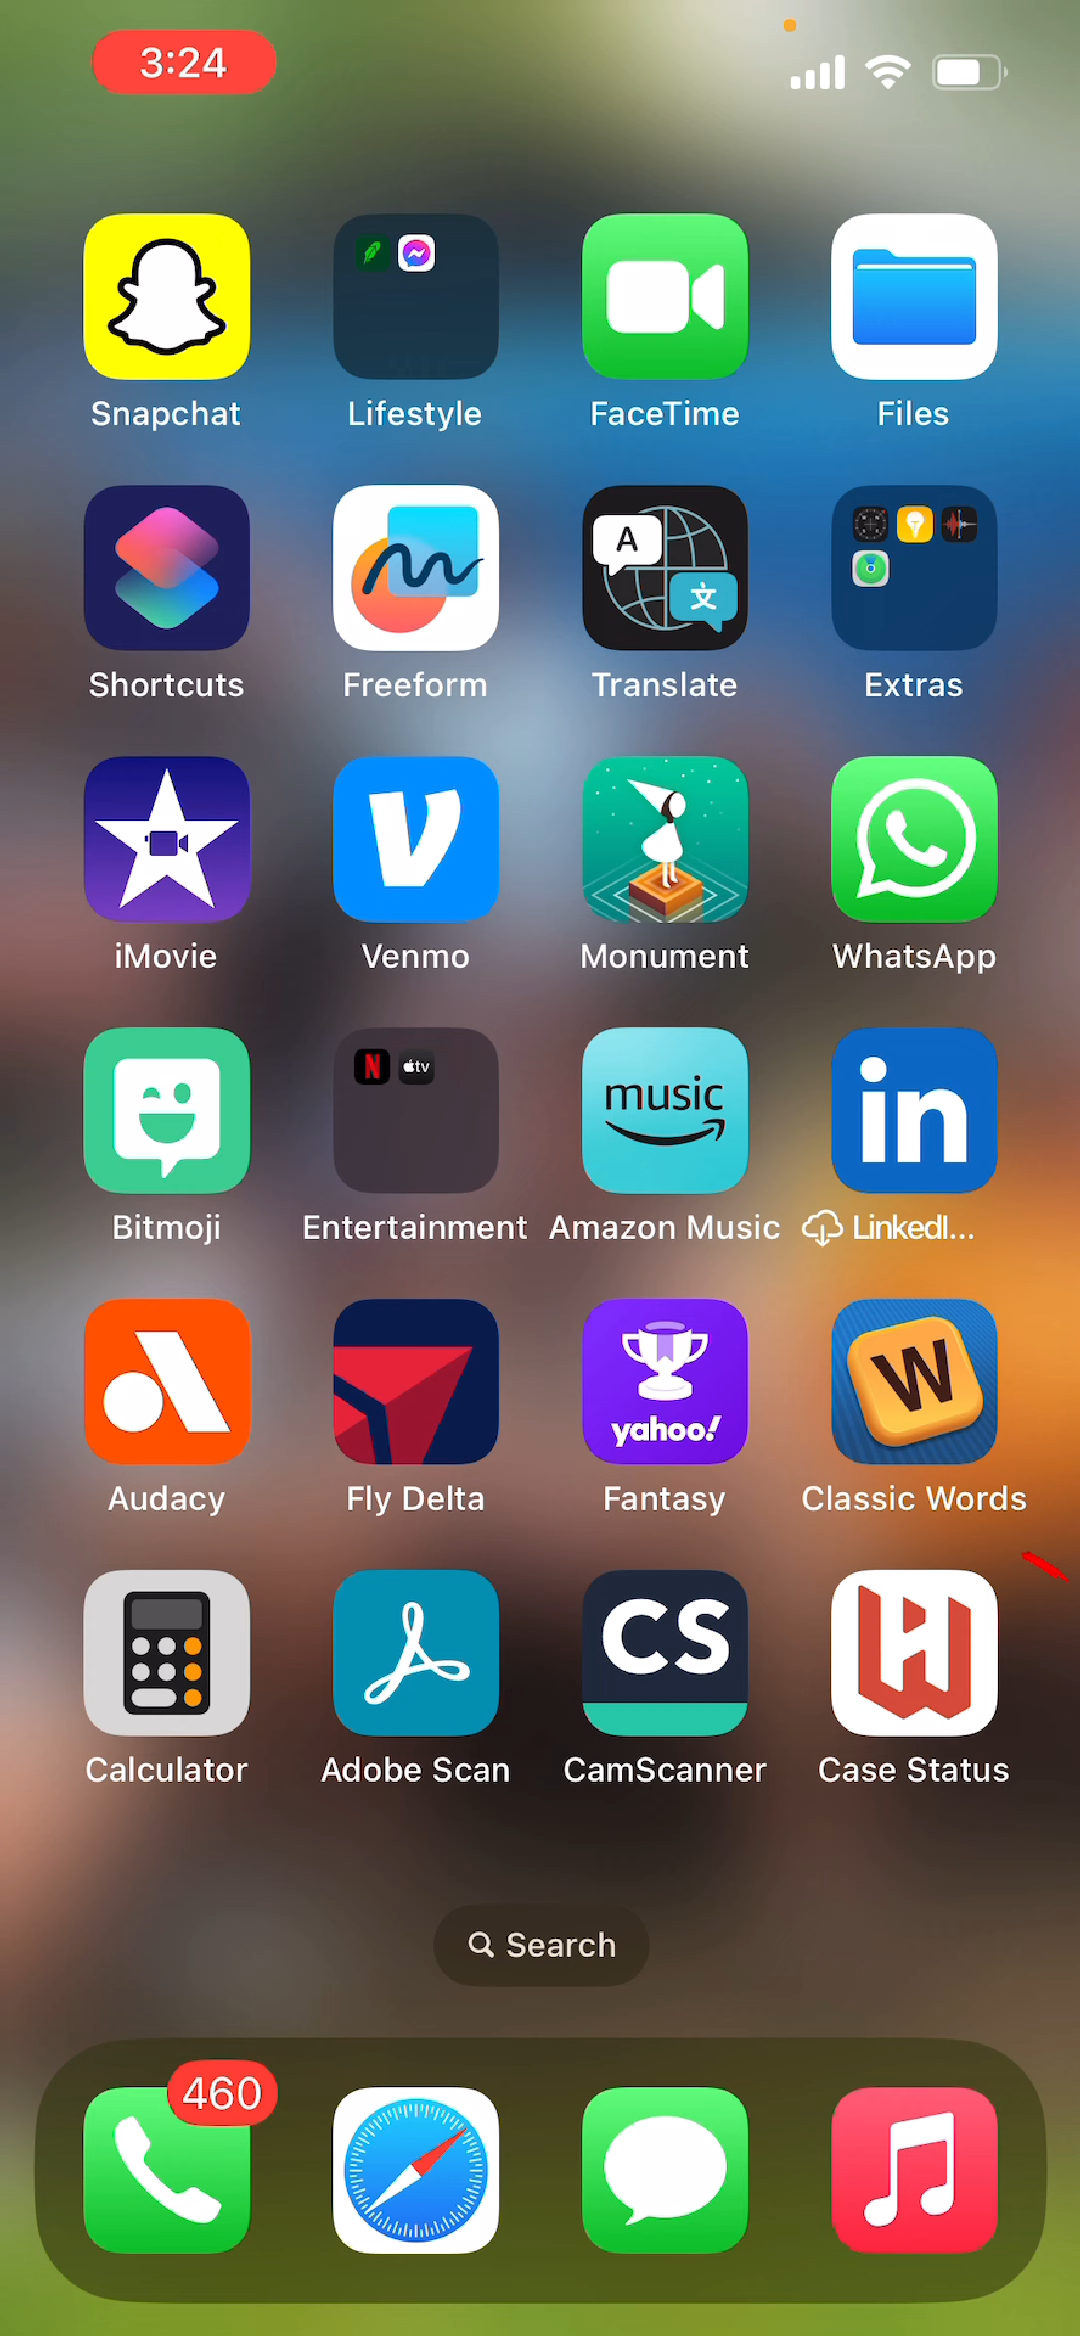 3:24
Snapchat
Lifestyle
FaceTime
Files
A
文
Shortcuts
Freeform
Translate
Extras
iMovie
Venmo
Monument
WhatsApp
N
tv
music
in
Bitmoji
Entertainment
Amazon Music
LinkedI...
yahoo!
W
Audacy
Fly Delta
Fantasy
Classic Words
CS
Calculator
Adobe Scan
CamScanner
Case Status
Search
460